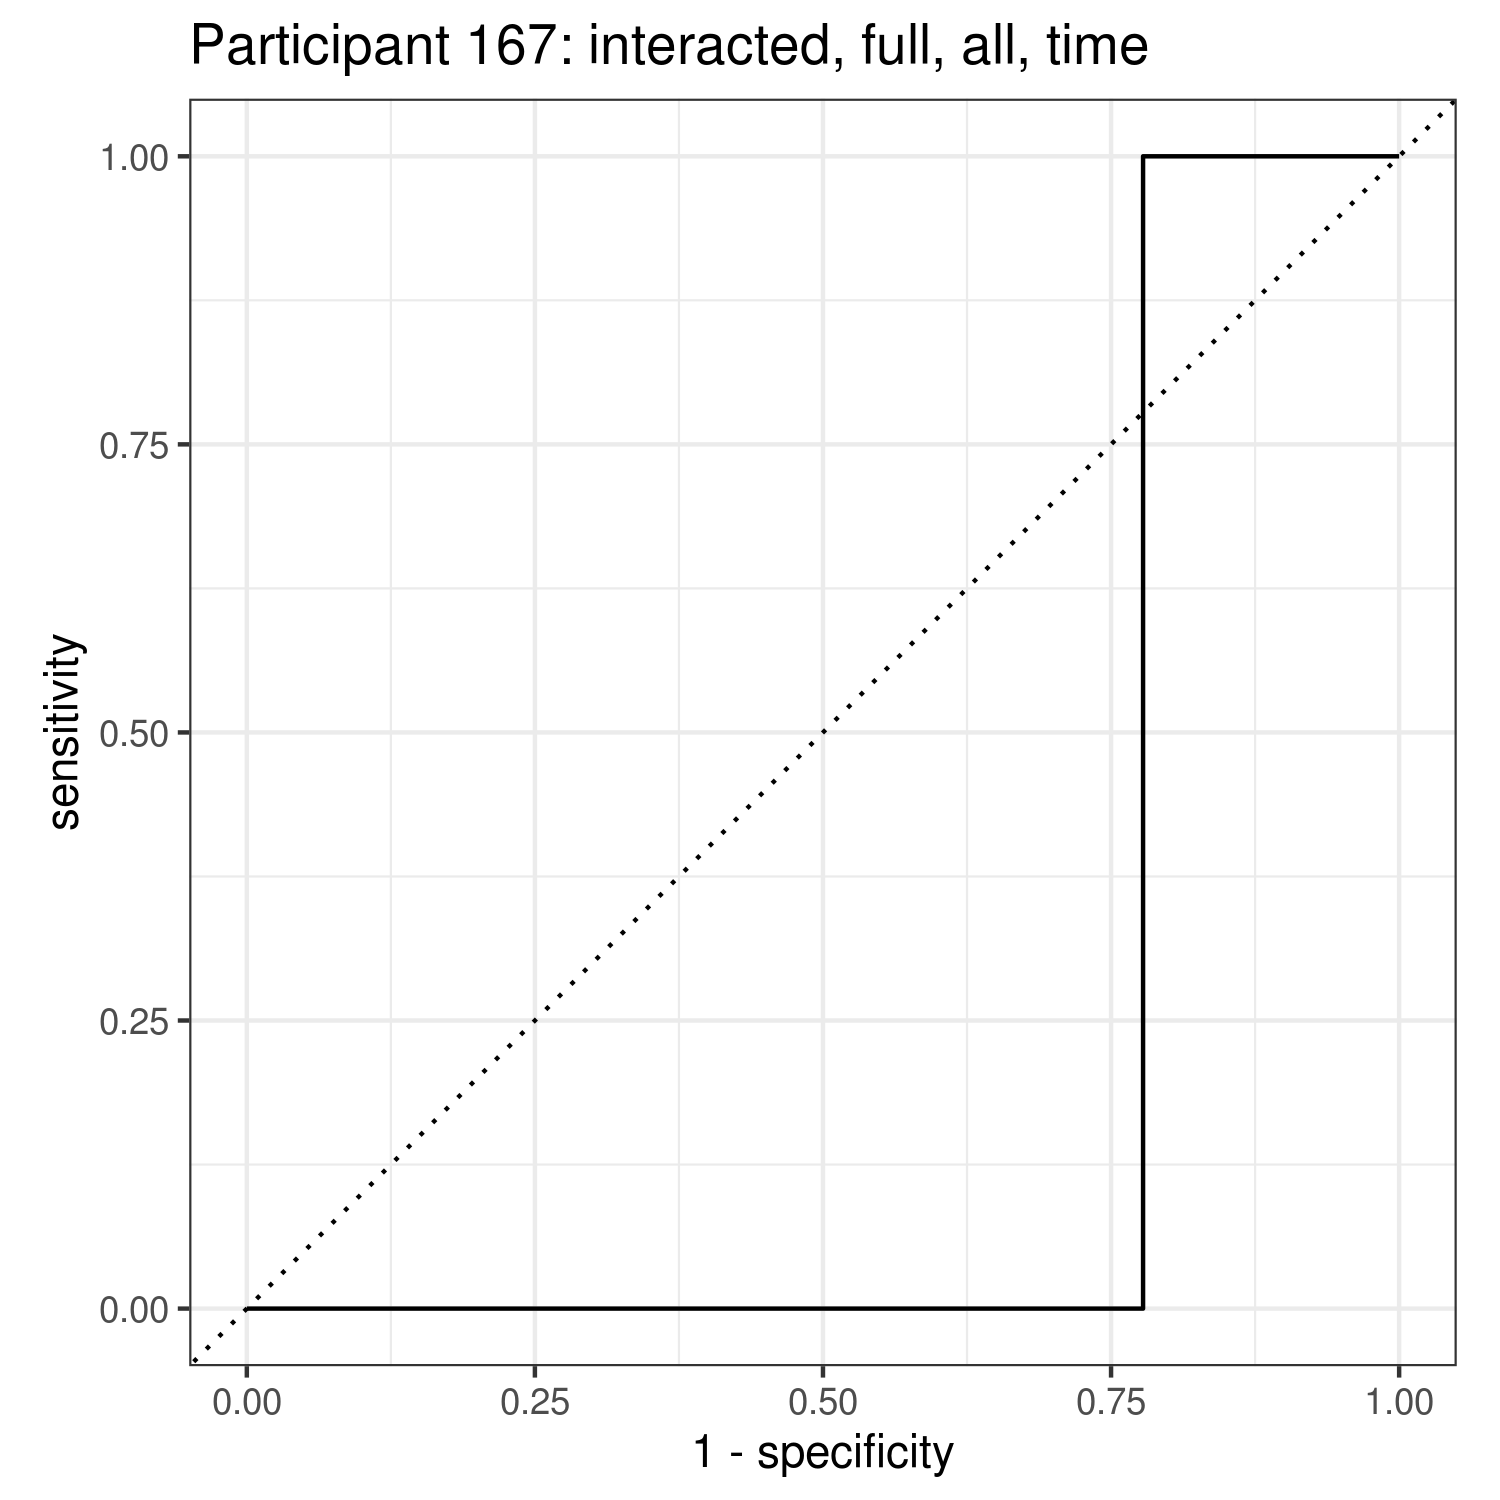 Participant 167: interacted, full, all, time
1.00
0.75
0.50
0.25
0.00
sensitivity
0.00 0.25 0.50 0.75 1.00
1 - specificity